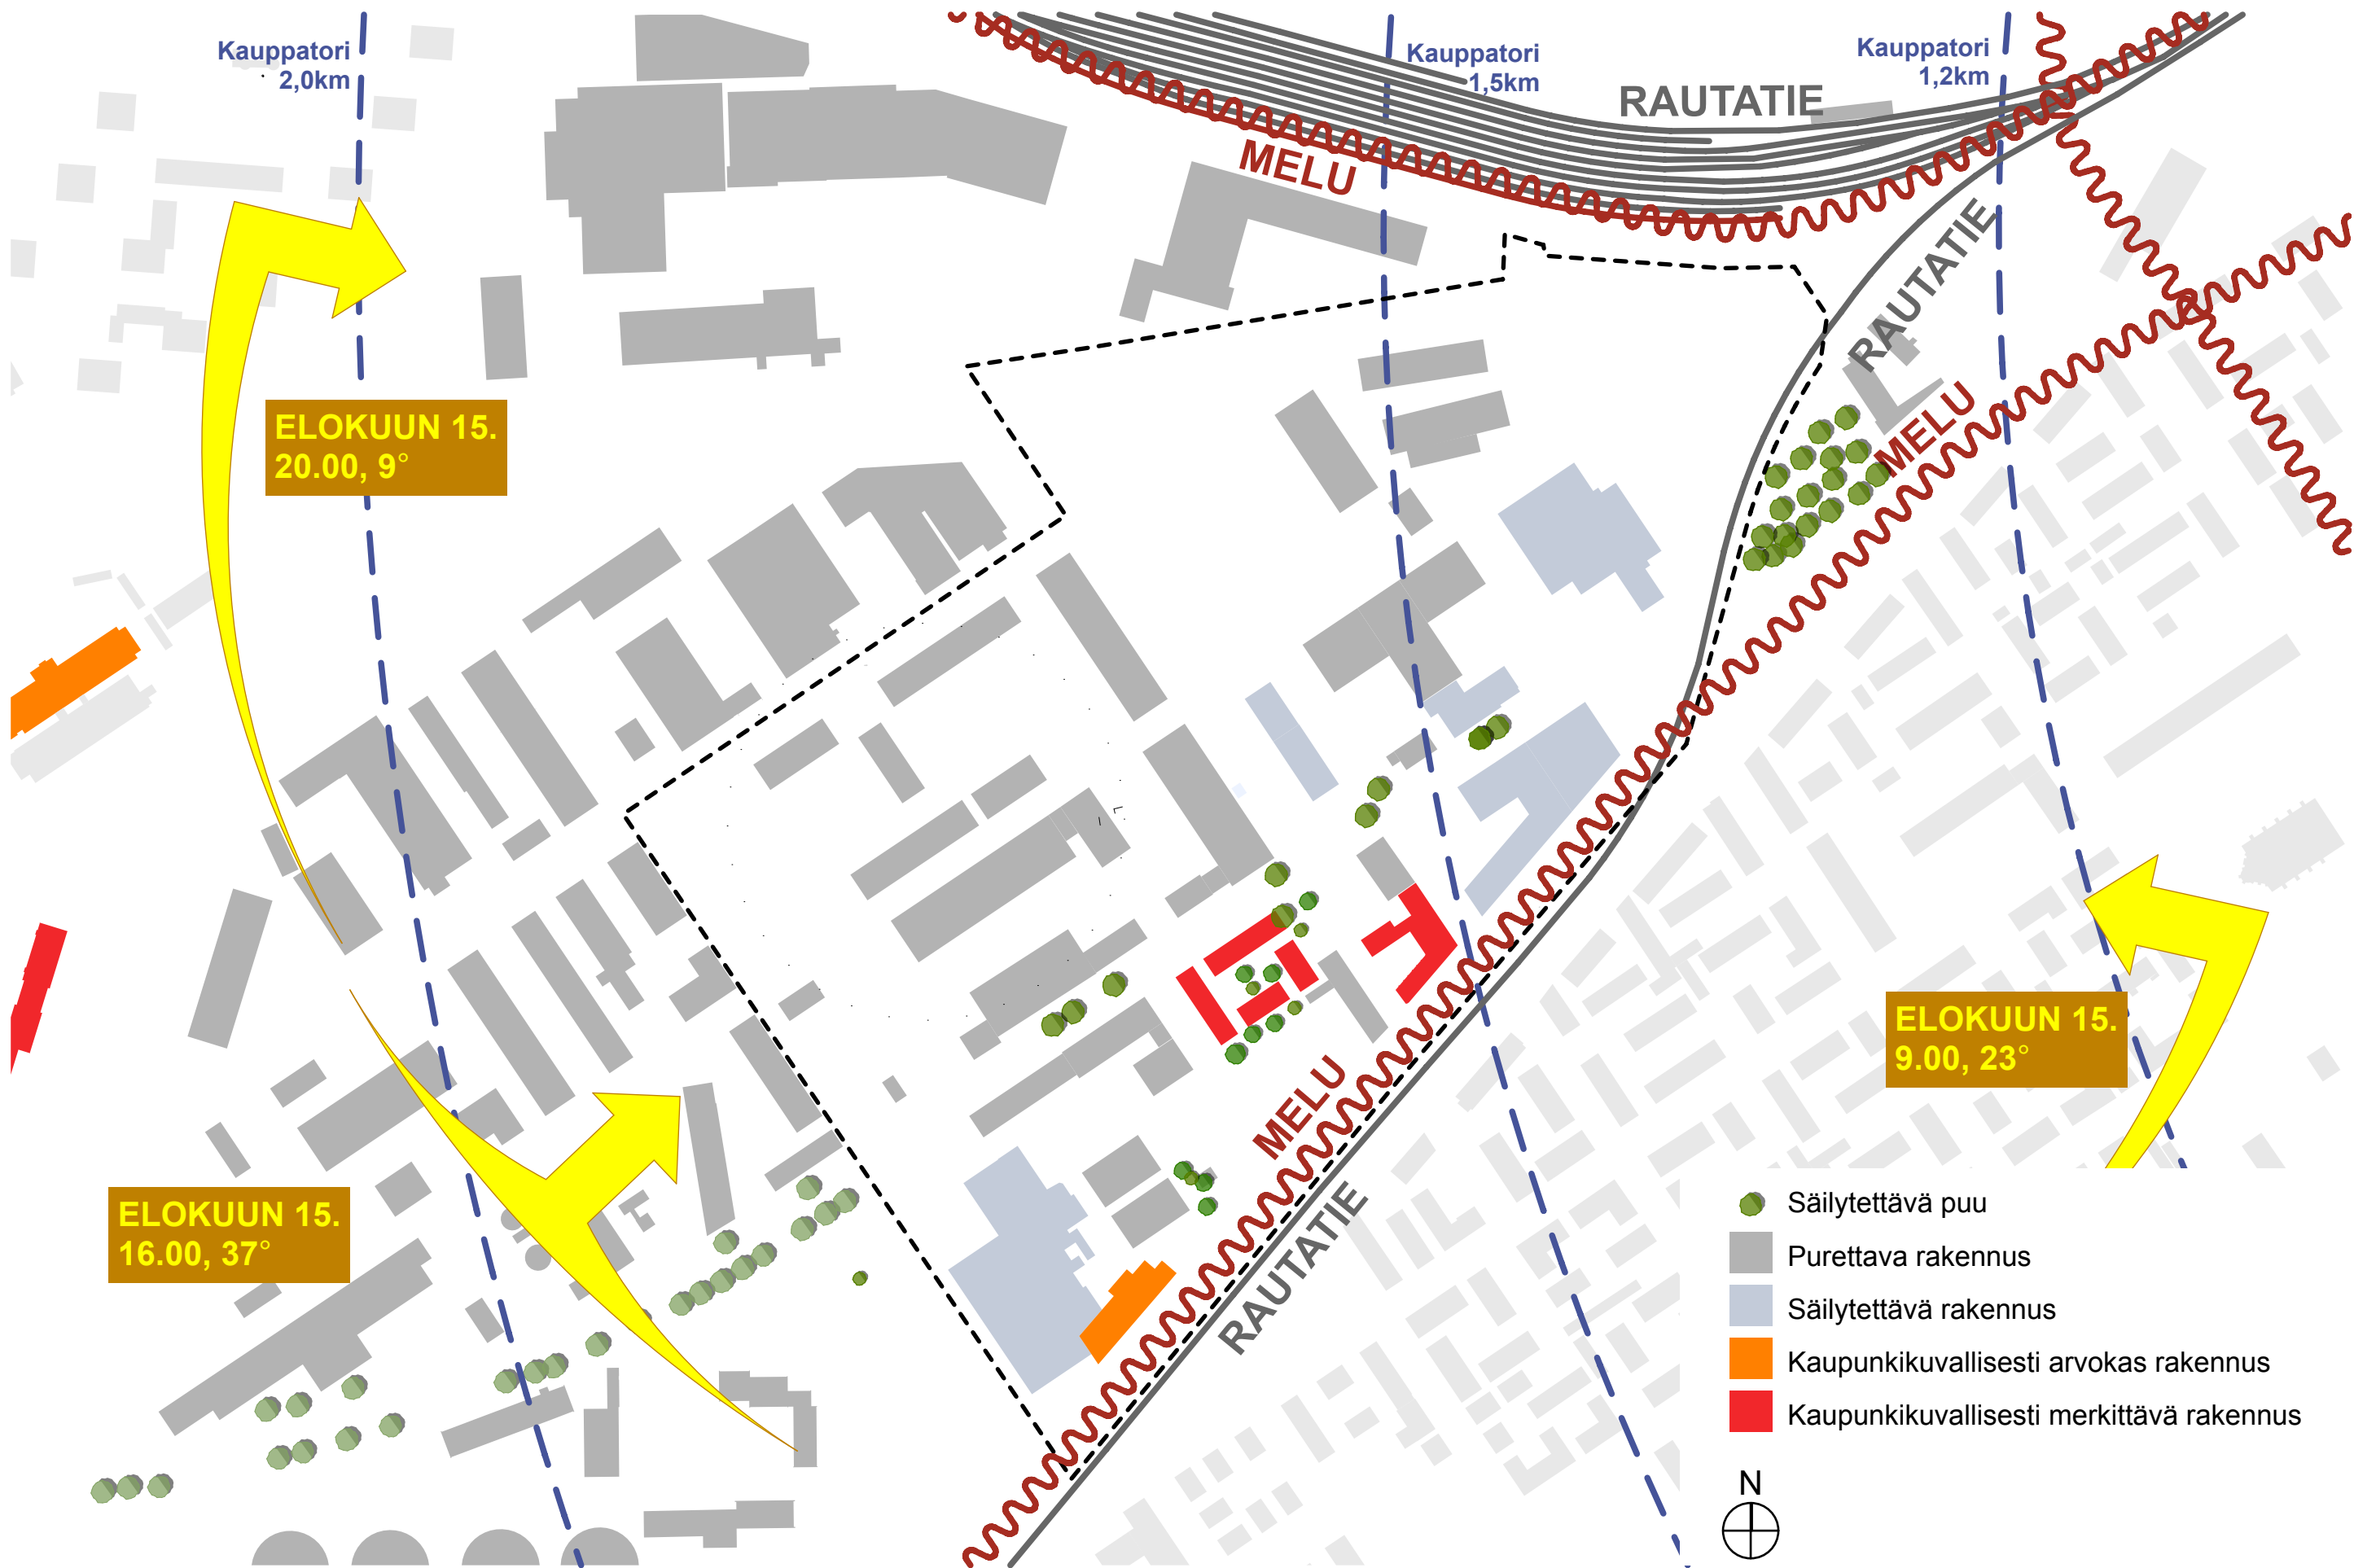 Kauppatori
2,0km
Kauppatori
1,5km
Kauppatori
1,2km
RAUTATIE
MELU
RAUTATIE
MELU
ELOKUUN 15.
20.00, 9°
ELOKUUN 15.
9.00, 23°
MELU
RAUTATIE
ELOKUUN 15.
16.00, 37°
Säilytettävä puu
Purettava rakennus
Säilytettävä rakennus
Kaupunkikuvallisesti arvokas rakennus
Kaupunkikuvallisesti merkittävä rakennus
N